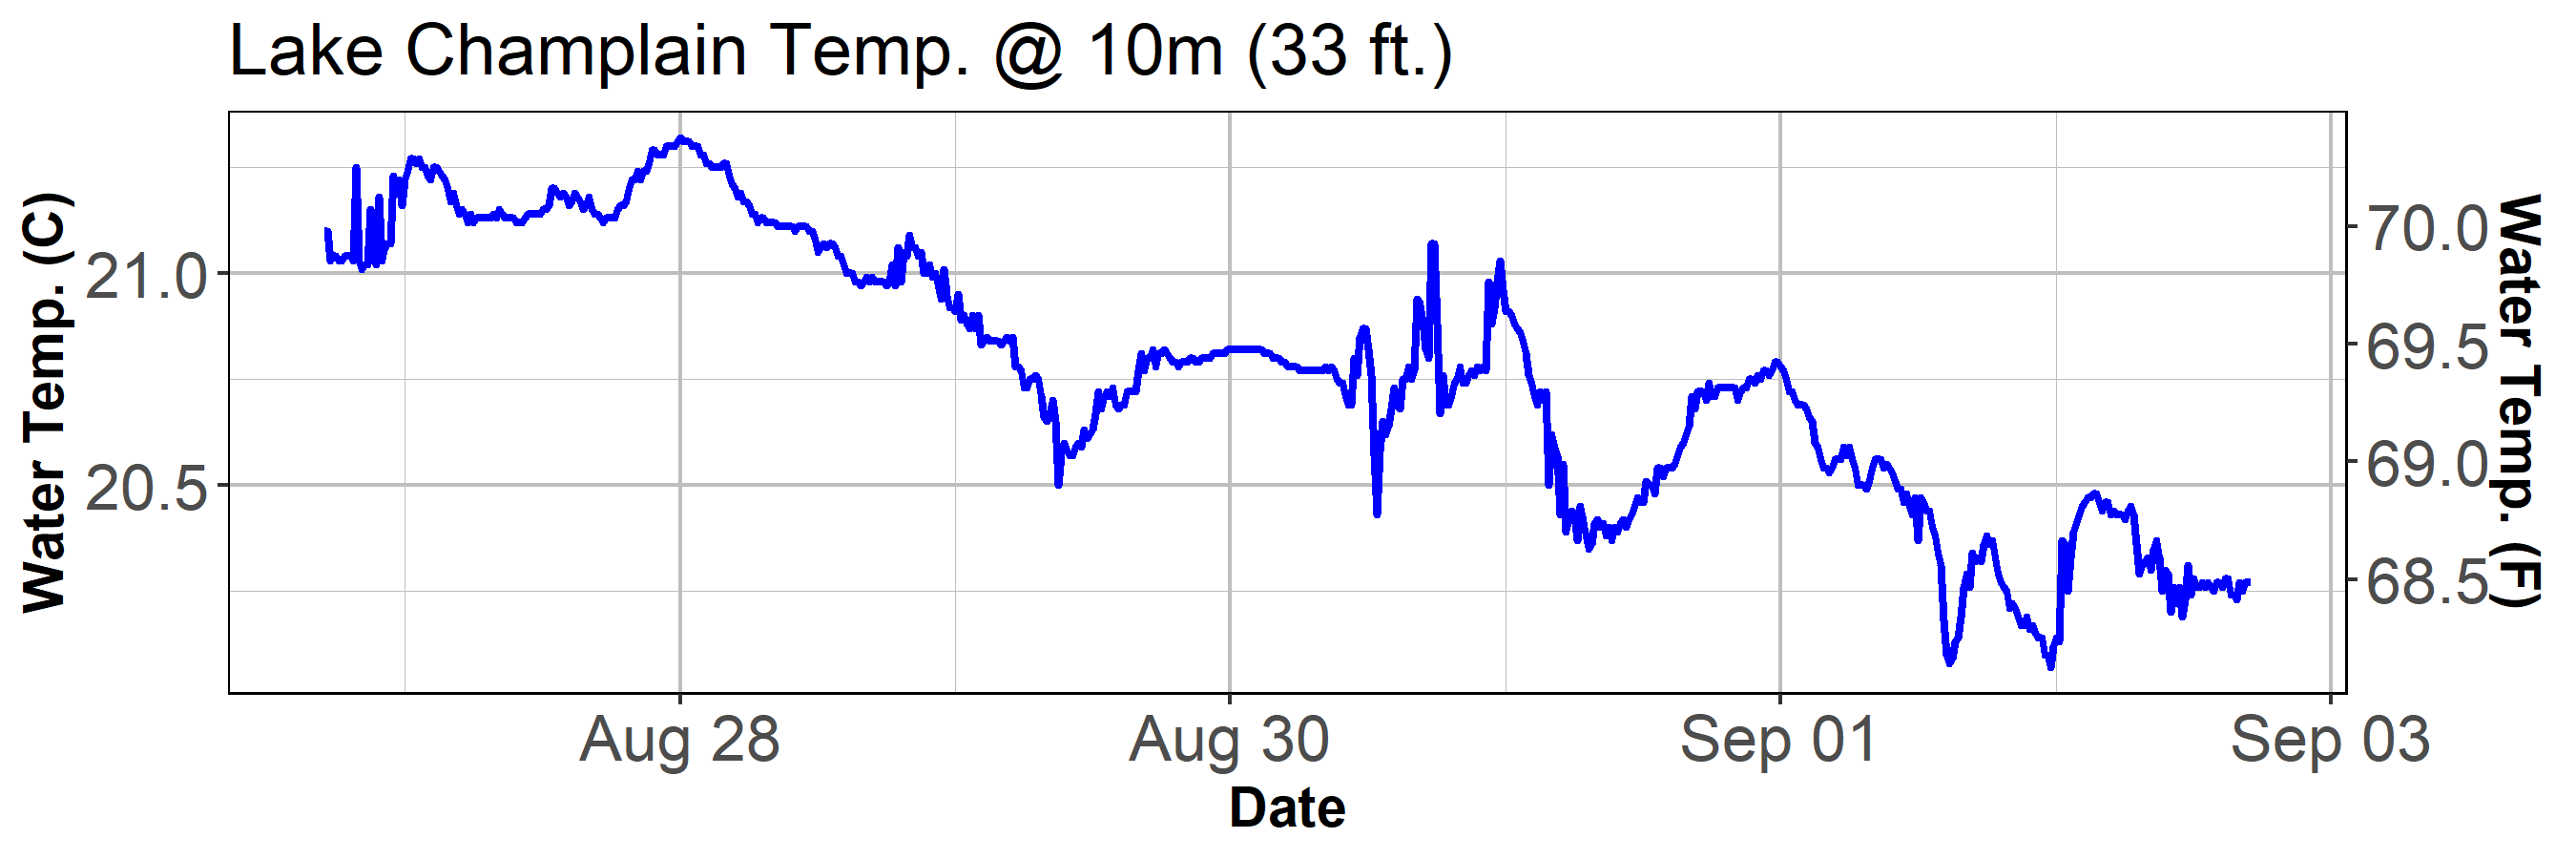 Lake Champlain Temp. @ 10m (33 ft.)
Water Temp. (C)
21.0
20.5
70.0
69.5
69.0
68.5
Water Temp. (F)
Aug 28
Aug 30
Sep 01
Sep 03
Date